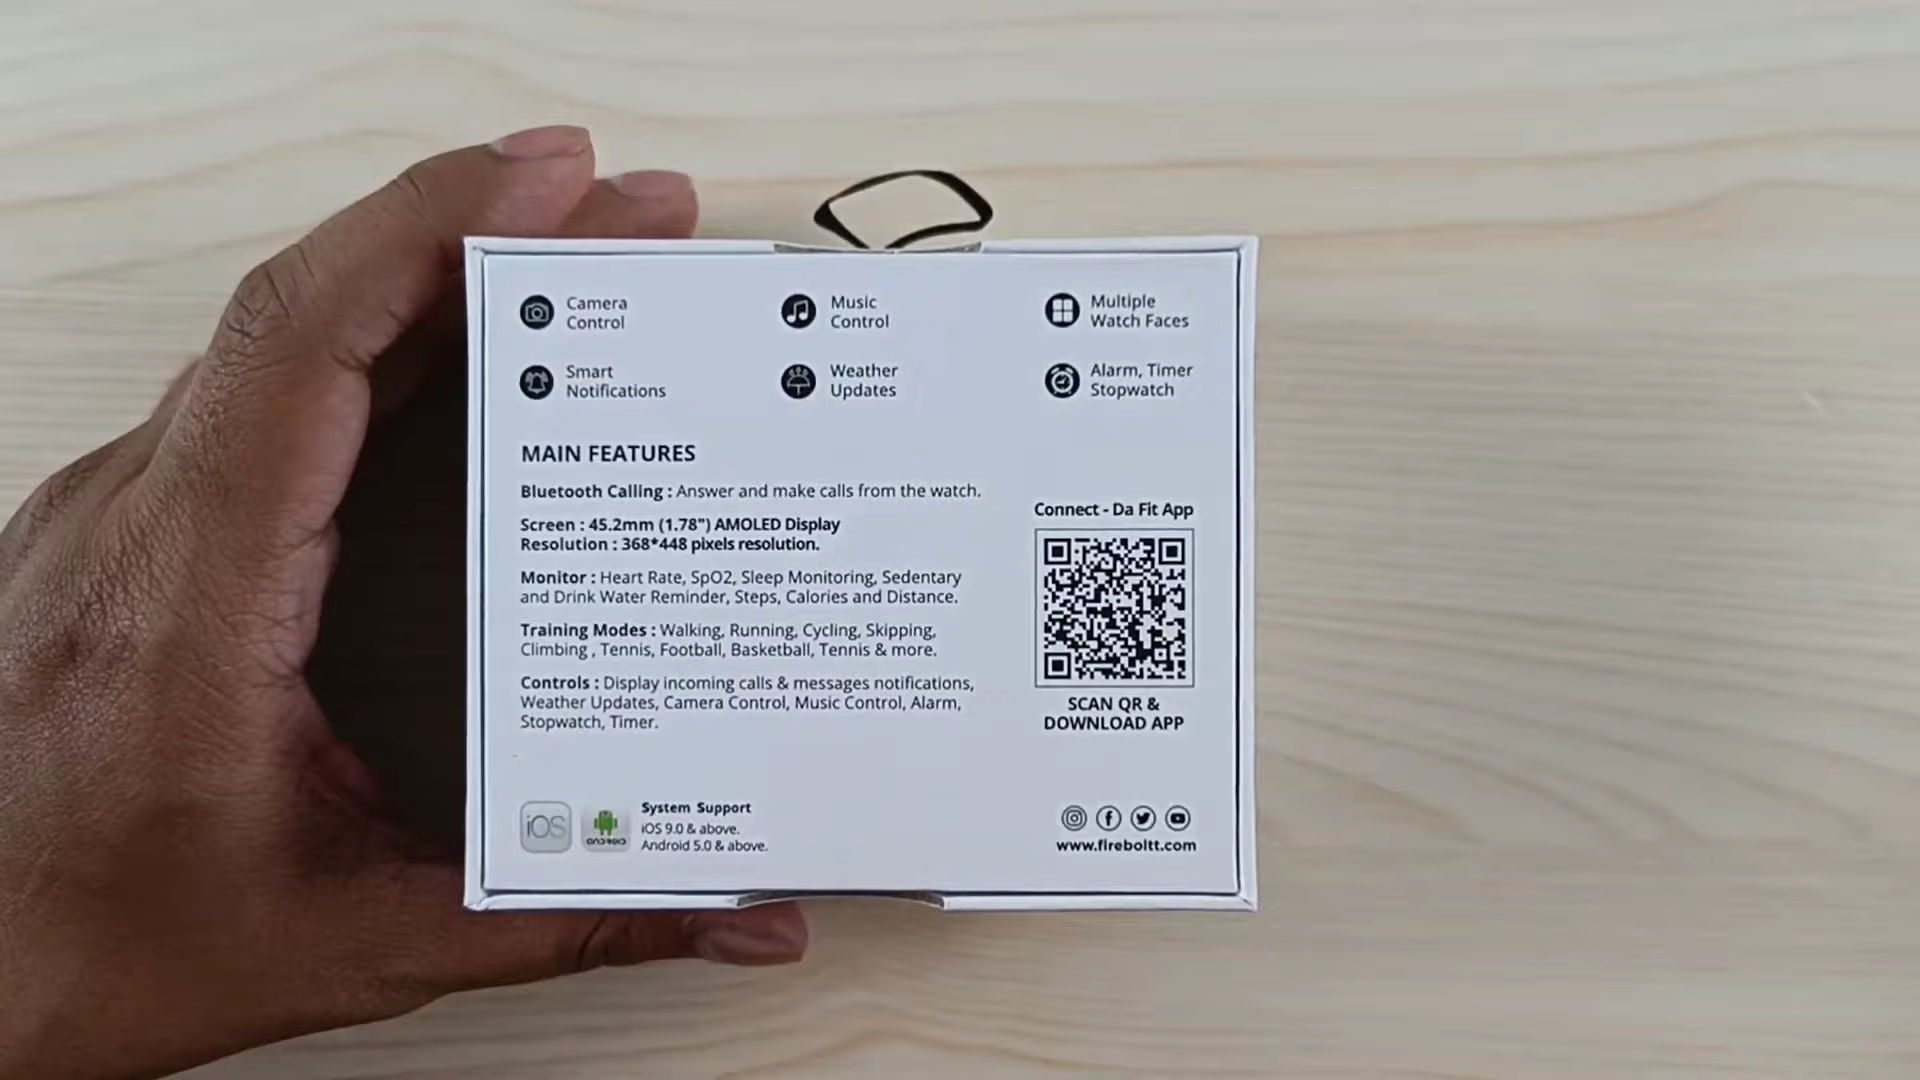 Camera
Control
Music
Control
Multiple
Watch Faces
Smart
Notifications
Weather
Updates
Alarm, Timer
Stopwatch
MAIN FEATURES
Bluetooth Calling : Answer and make calls from the watch.
Screen : 45.2mm (1.78") AMOLED Display
Resolution : 368*448 pixels resolution.
Monitor : Heart Rate, SpO2, Sleep Monitoring, Sedentary
and Drink Water Reminder, Steps, Calories and Distance.
Training Modes : Walking, Running, Cycling, Skipping,
Climbing , Tennis, Football, Basketball, Tennis & more.
Controls : Display incoming calls & messages notifications,
Weather Updates, Camera Control, Music Control, Alarm,
Stopwatch, Timer.
Connect - Da Fit App
SCAN QR &
DOWNLOAD APP
iOS
android
System Support
iOS 9.0 & above.
Android 5.0 & above.
www.fireboltt.com